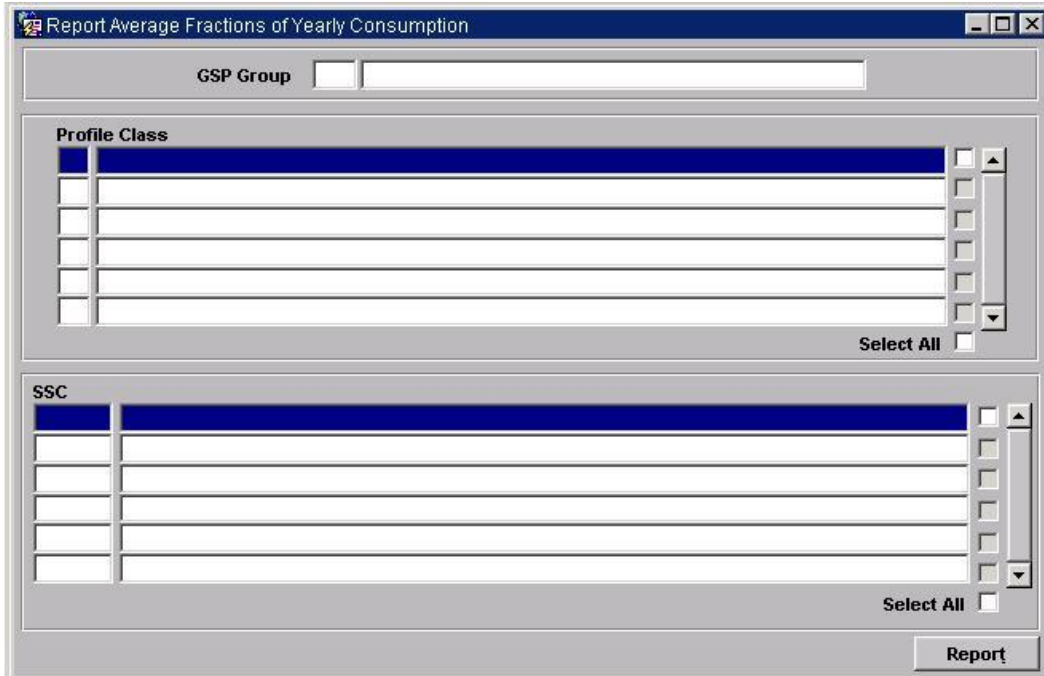 Report Average Fractions of Yearly Consumption
GSP Group
Profile Class
Select All
SSC
Select All
Report